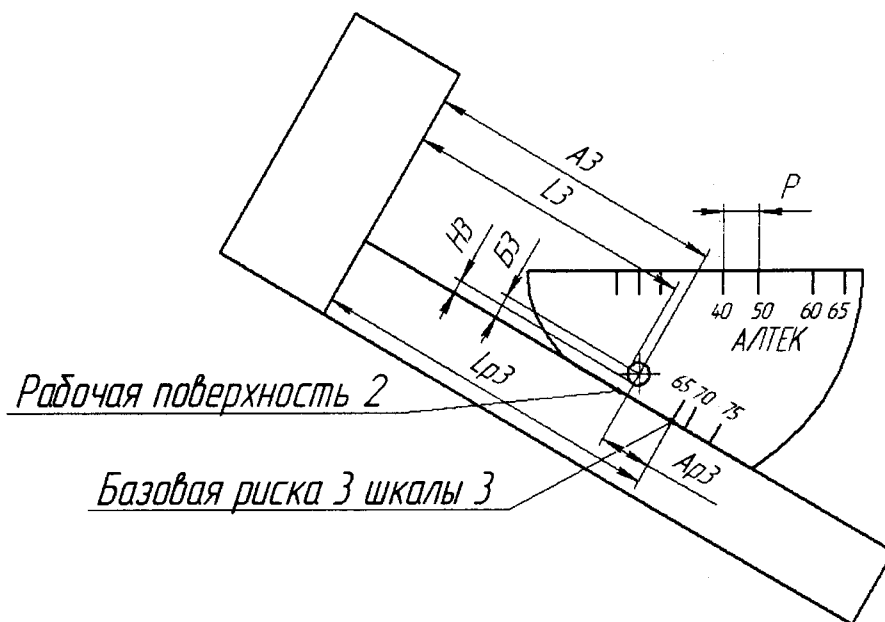 А3
L3
Р
Н3
Б3
40 50 60 65
АЛТЕК
Lp3
Рабочая поверхность 2
65 70 75
Ар3
Базовая риска 3 шкалы 3